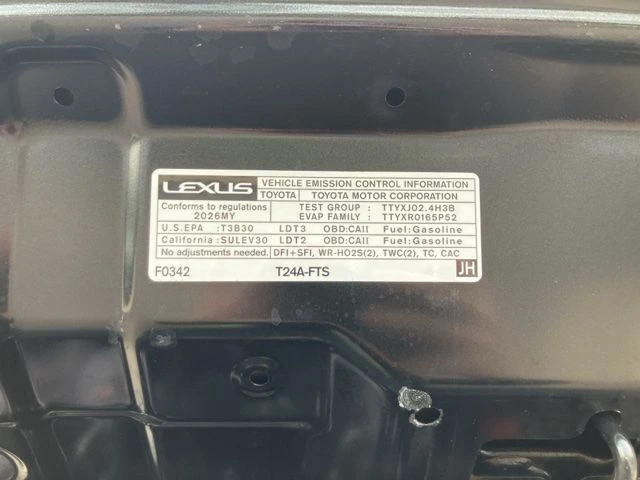 LEXUS VEHICLE EMISSION CONTROL INFORMATION
TOYOTA TOYOTA MOTOR CORPORATION
Conforms to regulations TEST GROUP : TTYXJ02.4H3B
2026MY EVAP FAMILY : TTYXR0165P52
U.S.EPA :T3B30 LDT3 OBD:CAII Fuel:Gasoline
California:SULEV30 LDT2 OBD:CAII Fuel:Gasoline
No adjustments needed. DFI+SFI, WR-HO2S(2), TWC(2), TC, CAC
F0342 T24A-FTS JH